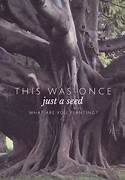 THIS WAS ONCE
just a seed
WHAT ARE YOU PLANTING?